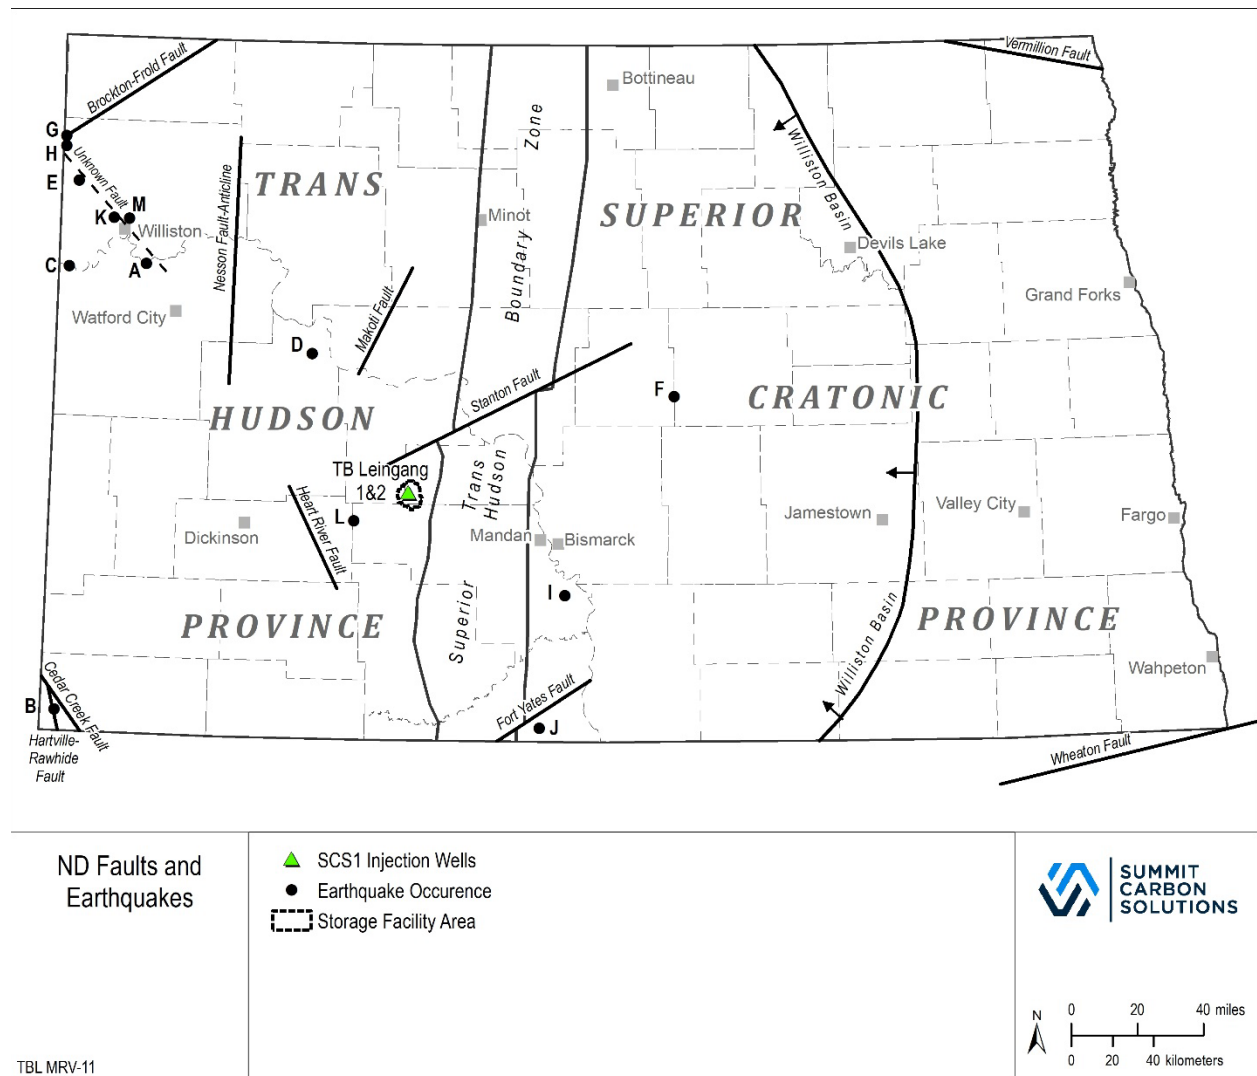 Brockton-Frold Fault
Vermillion Fault
Bottineau
Zone
G
H
Unknown Fault
E
TRANS
Williston Basin
K
M
Minot
SUPERIOR
Williston
Nesson Fault-Anticline
Boundary
Devils Lake
C
A
Grand Forks
Watford City
Makoti Fault
D
Stanton Fault
F
CRATONIC
HUDSON
TB Leingang
1&2
Trans
Hudson
Heart River Fault
L
Dickinson
Mandan
Bismarck
Jamestown
Valley City
Fargo
I
PROVINCE
Superior
Williston Basin
PROVINCE
Wahpeton
Cedar Creek Fault
B
Fort Yates Fault
J
Hartville-
Rawhide
Fault
Wheaton Fault
ND Faults and
Earthquakes
SCS1 Injection Wells
Earthquake Occurence
Storage Facility Area
SUMMIT
CARBON
SOLUTIONS
N
0 20 40 miles
0 20 40 kilometers
TBL MRV-11